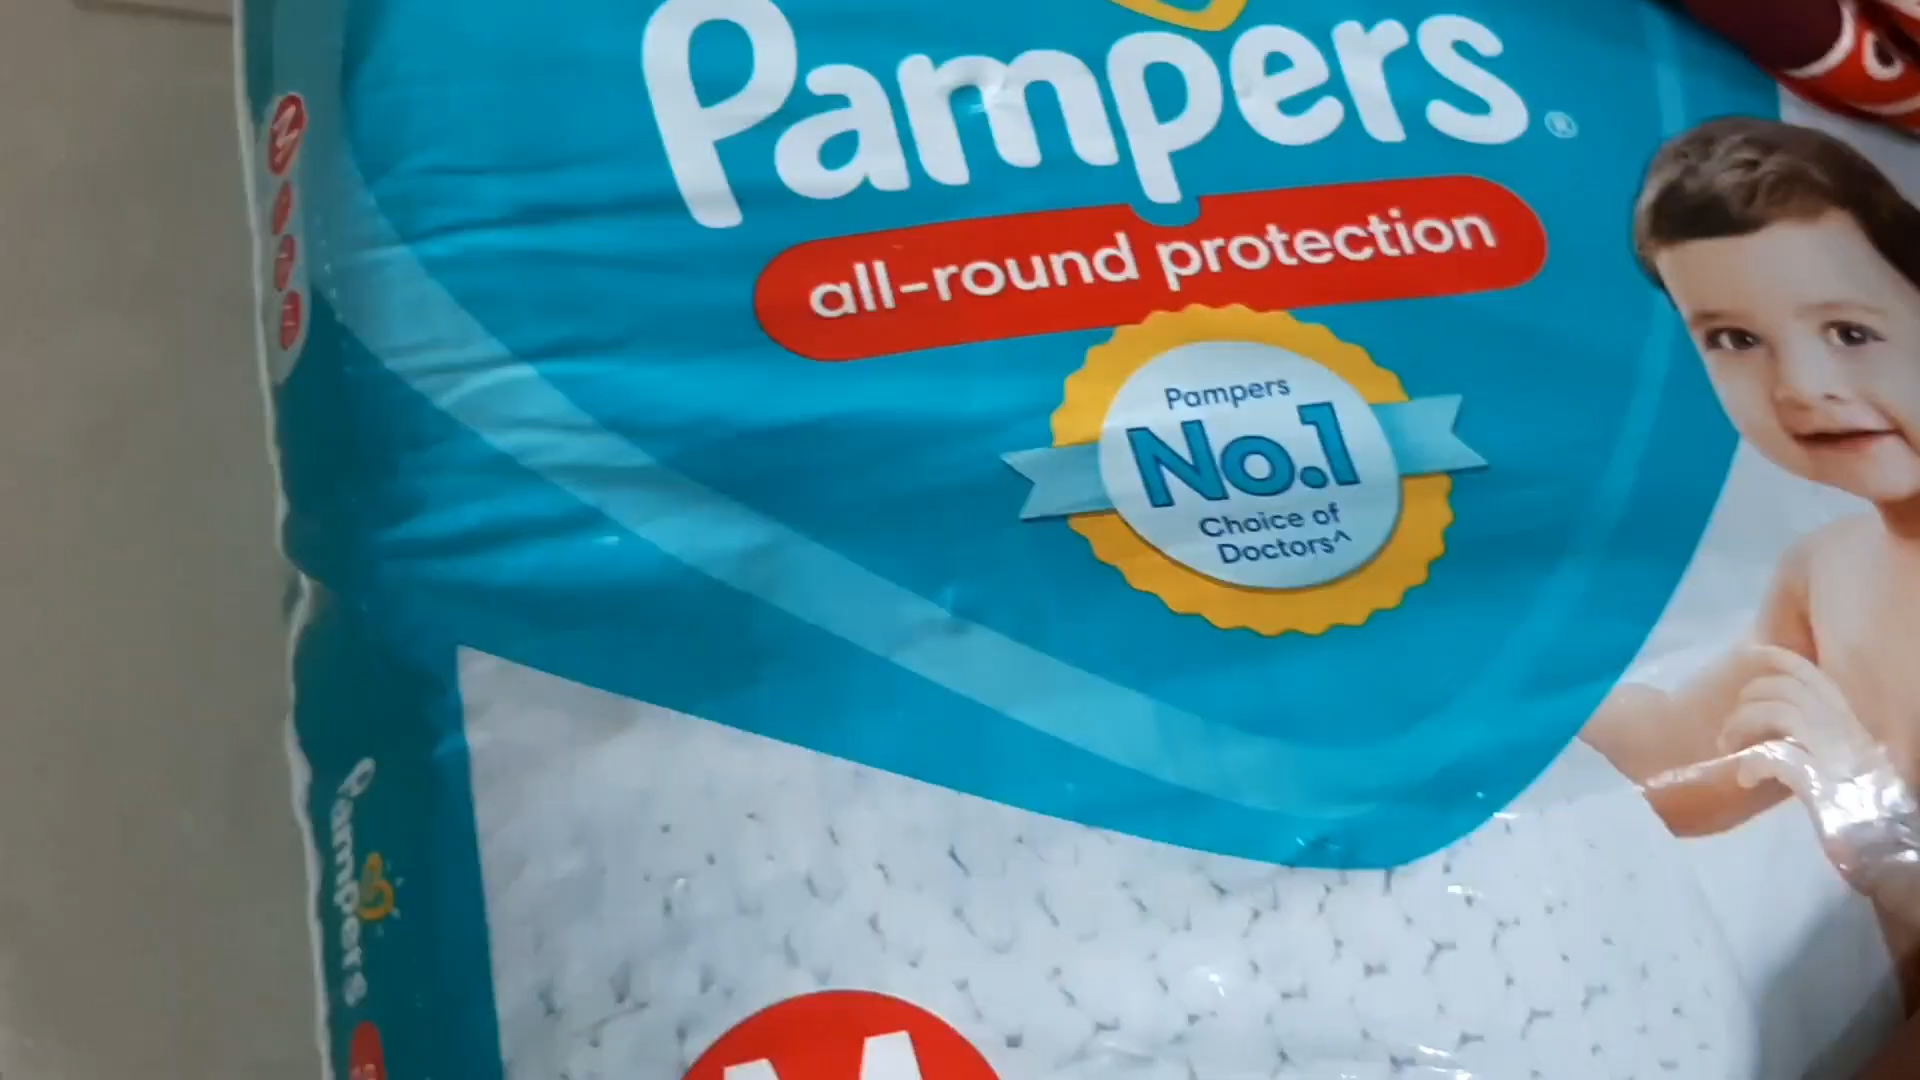 Pampers®
all-round protection
Pampers
No.1
Choice of
Doctors^
Pampers
M